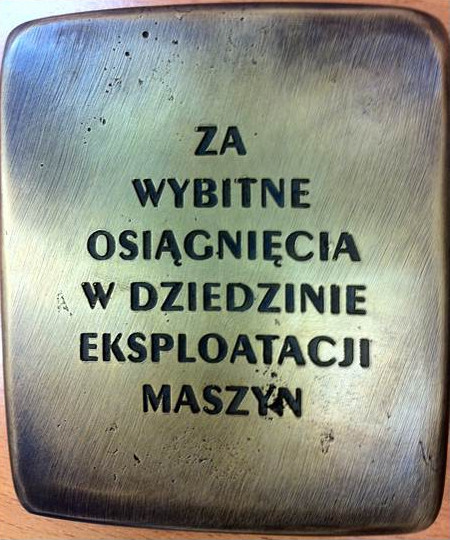 ZA
WYBITNE
OSIĄGNIĘCIA
W DZIEDZINIE
EKSPLOATACJI
MASZYN